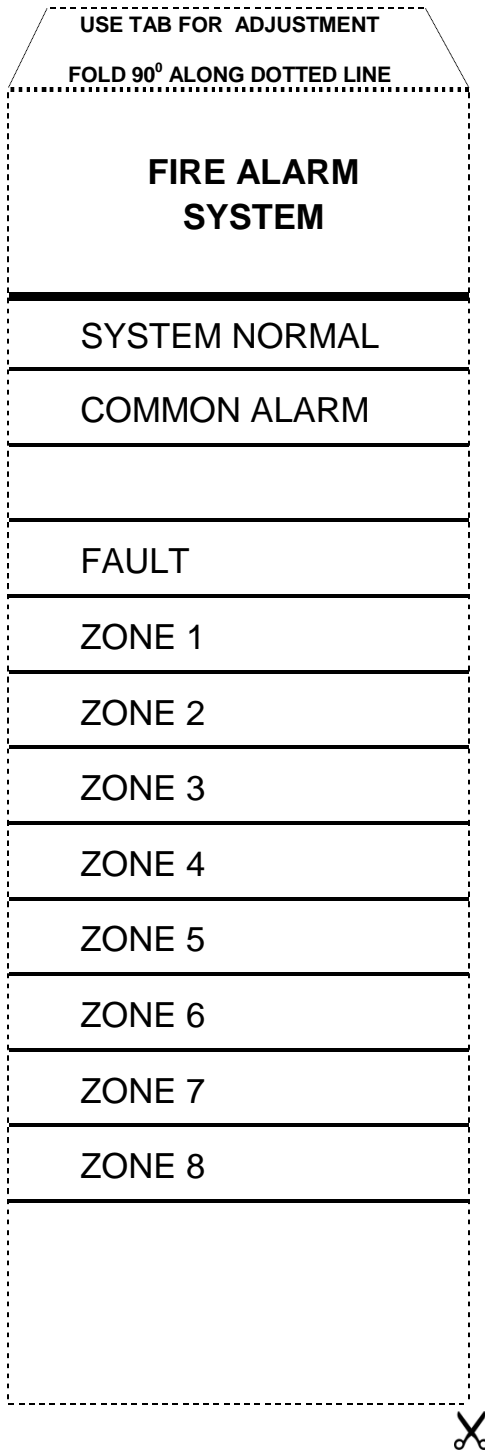 USE TAB FOR ADJUSTMENT
FOLD 90⁰ ALONG DOTTED LINE
FIRE ALARM
SYSTEM
SYSTEM NORMAL
COMMON ALARM
FAULT
ZONE 1
ZONE 2
ZONE 3
ZONE 4
ZONE 5
ZONE 6
ZONE 7
ZONE 8